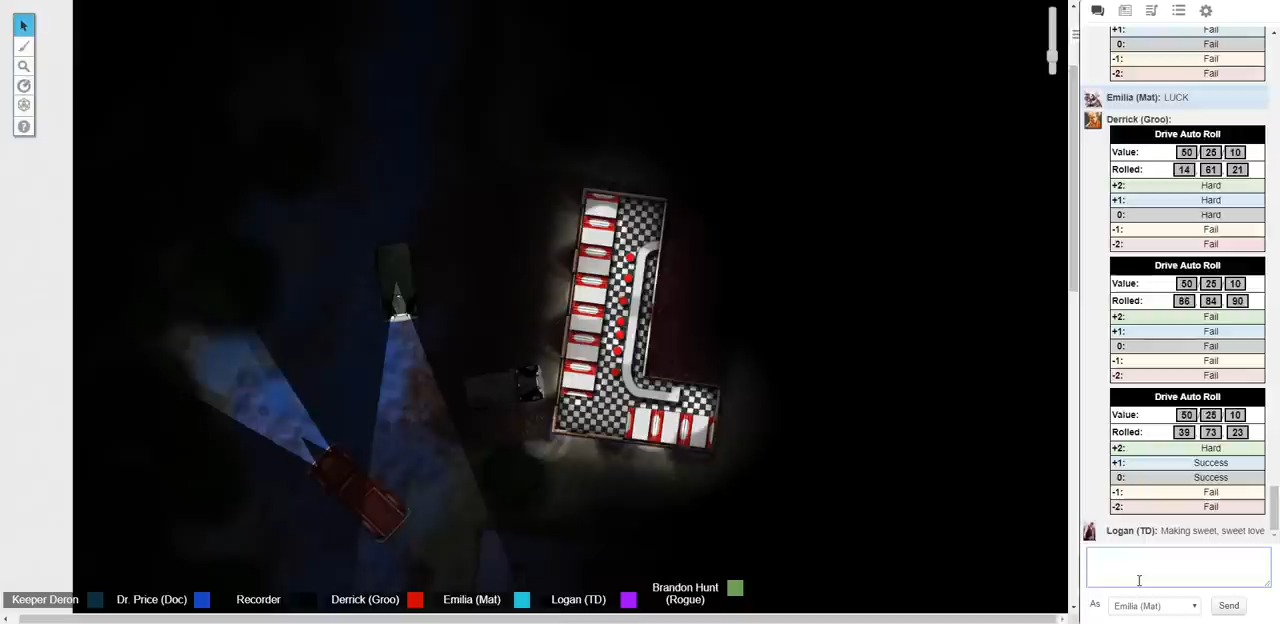 +1: Fail
0: Fail
-1: Fail
-2: Fail
Emilia (Mat): LUCK
Derrick (Groo):
Drive Auto Roll
Value: 50 25 10
Rolled: 14 61 21
+2: Hard
+1: Hard
0: Hard
-1: Fail
-2: Fail
Drive Auto Roll
Value: 50 25 10
Rolled: 86 84 90
+2: Fail
+1: Fail
0: Fail
-1: Fail
-2: Fail
Drive Auto Roll
Value: 50 25 10
Rolled: 39 73 23
+2: Hard
+1: Success
0: Success
-1: Fail
-2: Fail
Logan (TD): Making sweet, sweet love
As Emilia (Mat) Send
Keeper Deron Dr. Price (Doc) Recorder Derrick (Groo) Emilia (Mat) Logan (TD) Brandon Hunt
(Rogue)